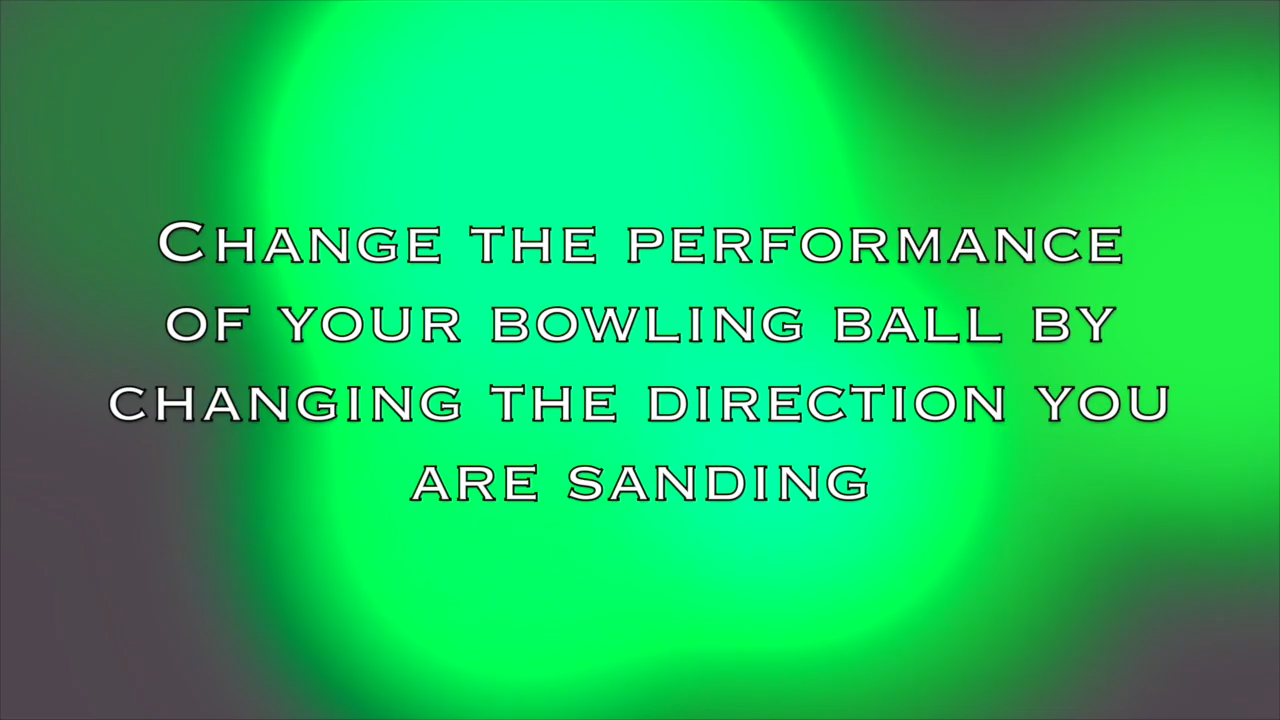 Change the performance
of your bowling ball by
changing the direction you
are sanding